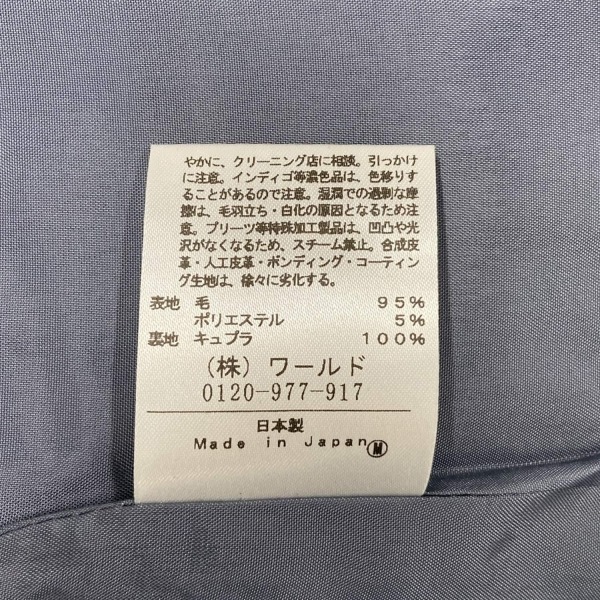 やかに、クリーニング店に相談。引っかけ
に注意。インディゴ等濃色品は、色移りす
ることがあるので注意。湿潤での過剰な摩
擦は、毛羽立ち・白化の原因となるため注
意。プリーツ等特殊加工製品は、凹凸や光
沢がなくなるため、スチーム禁止。合成皮
革・人工皮革・ボンディング・コーティン
グ生地は、徐々に劣化する。
表地 毛 95%
ポリエステル 5%
裏地 キュプラ 100%
(株) ワールド
0120-977-917
日本製
Made in Japan M